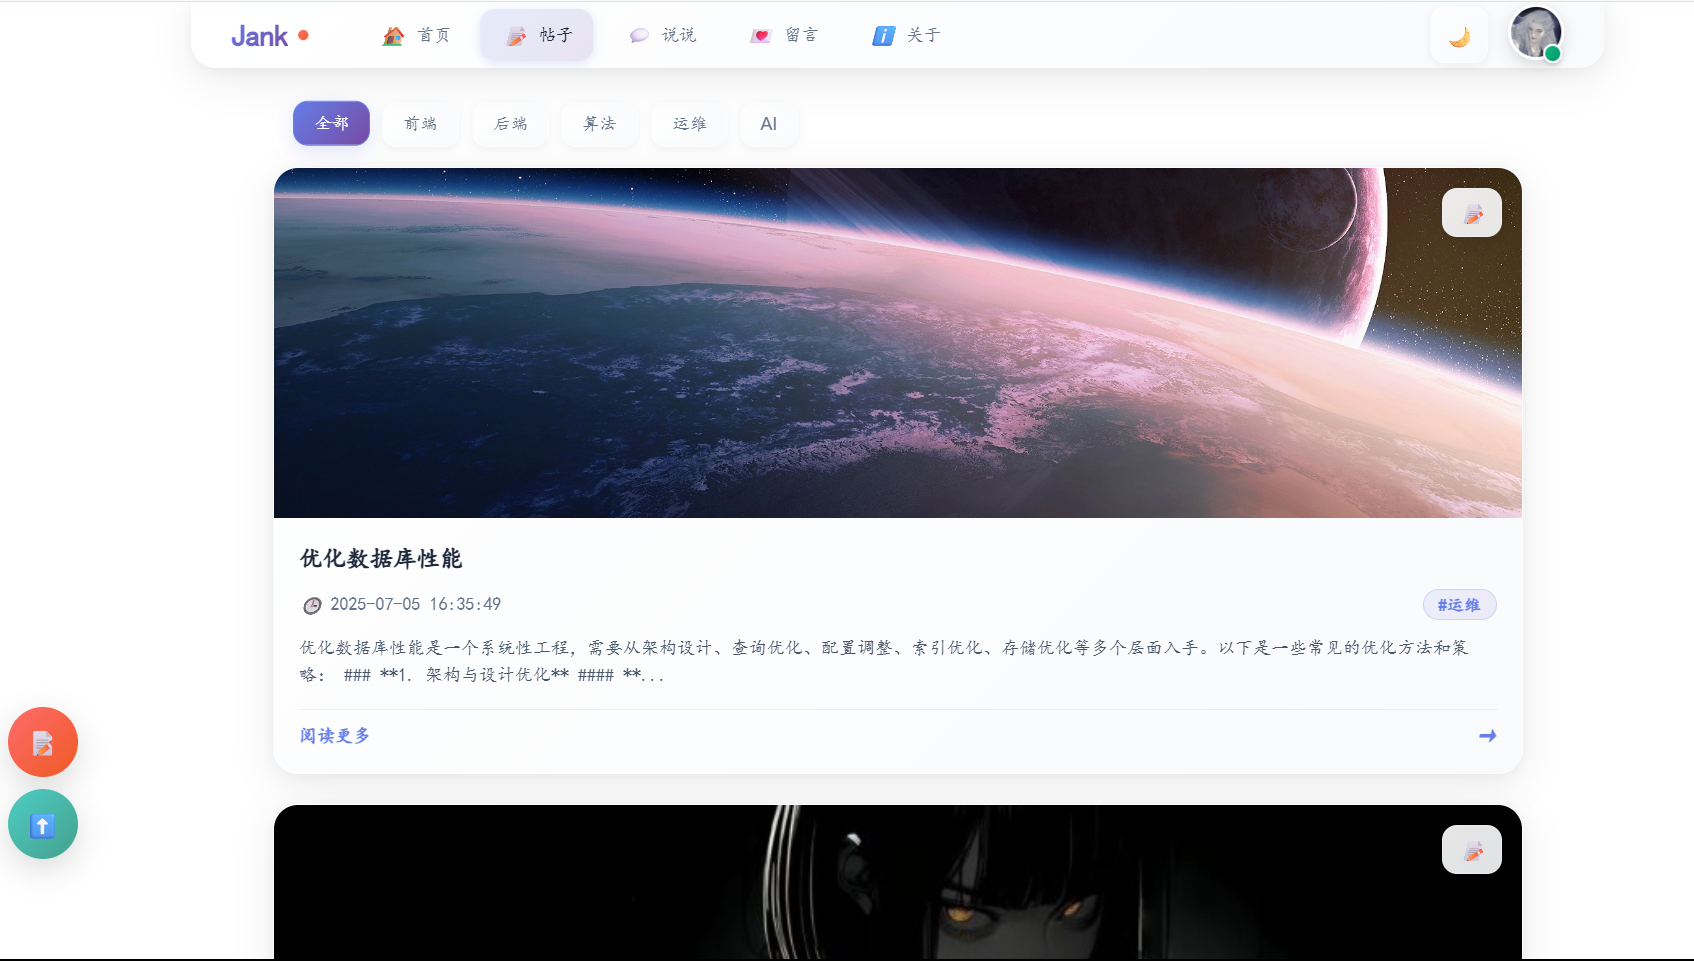 Jank
首页
帖子
说说
留言
关于
全部
前端
后端
算法
运维
AI
优化数据库性能
2025-07-05 16:35:49
#运维
优化数据库性能是一个系统性工程，需要从架构设计、查询优化、配置调整、索引优化、存储优化等多个层面入手。以下是一些常见的优化方法和策
略： ### **1. 架构与设计优化** #### **...
阅读更多